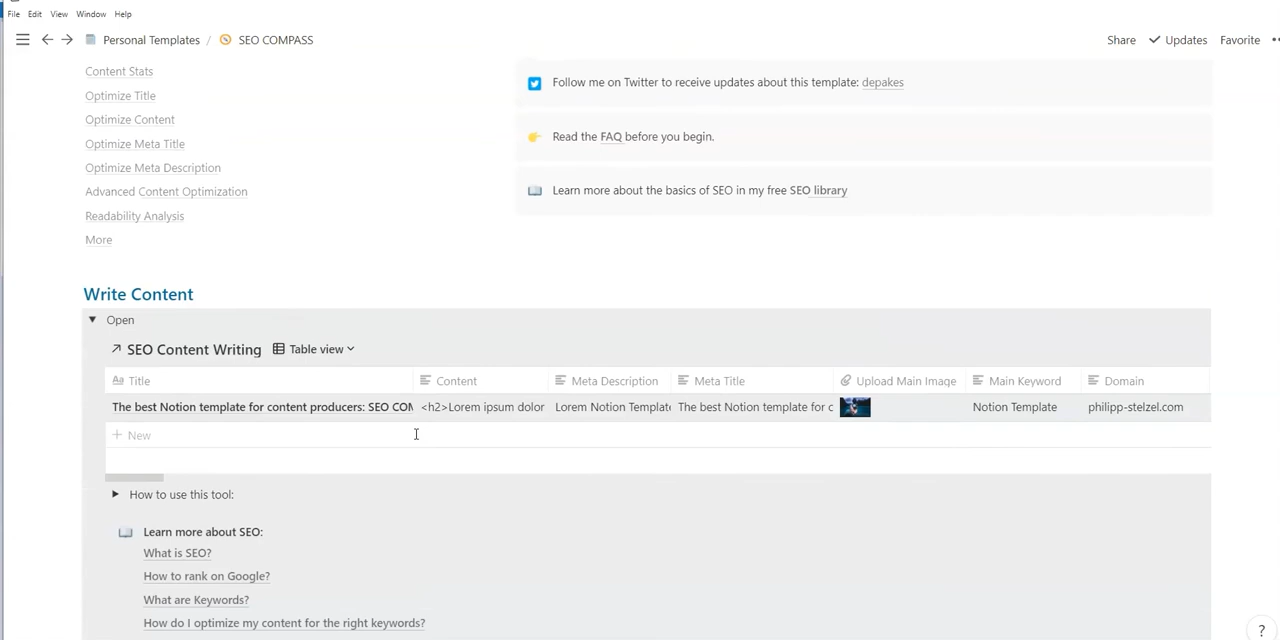 File Edit View Window Help
Personal Templates / SEO COMPASS Share Updates Favorite
Content Stats
Optimize Title
Optimize Content
Optimize Meta Title
Optimize Meta Description
Advanced Content Optimization
Readability Analysis
More
Follow me on Twitter to receive updates about this template: depakes
Read the FAQ before you begin.
Learn more about the basics of SEO in my free SEO library
Write Content
Open
SEO Content Writing Table view
Aa Title Content Meta Description Meta Title Upload Main Image Main Keyword Domain
The best Notion template for content producers: SEO COM <h2>Lorem ipsum dolor Lorem Notion Template The best Notion template for c Notion Template philipp-stelzel.com
+ New
How to use this tool:
Learn more about SEO:
What is SEO?
How to rank on Google?
What are Keywords?
How do I optimize my content for the right keywords?
?